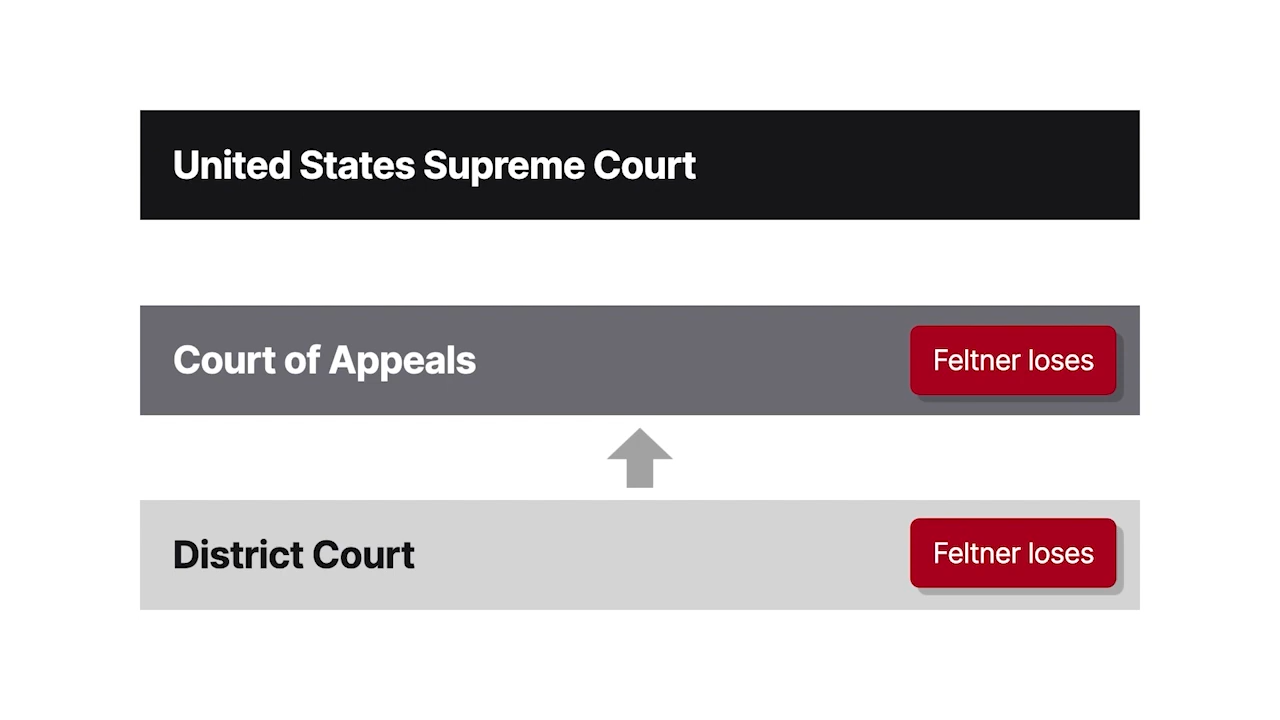 United States Supreme Court
Court of Appeals
Feltner loses
District Court
Feltner loses